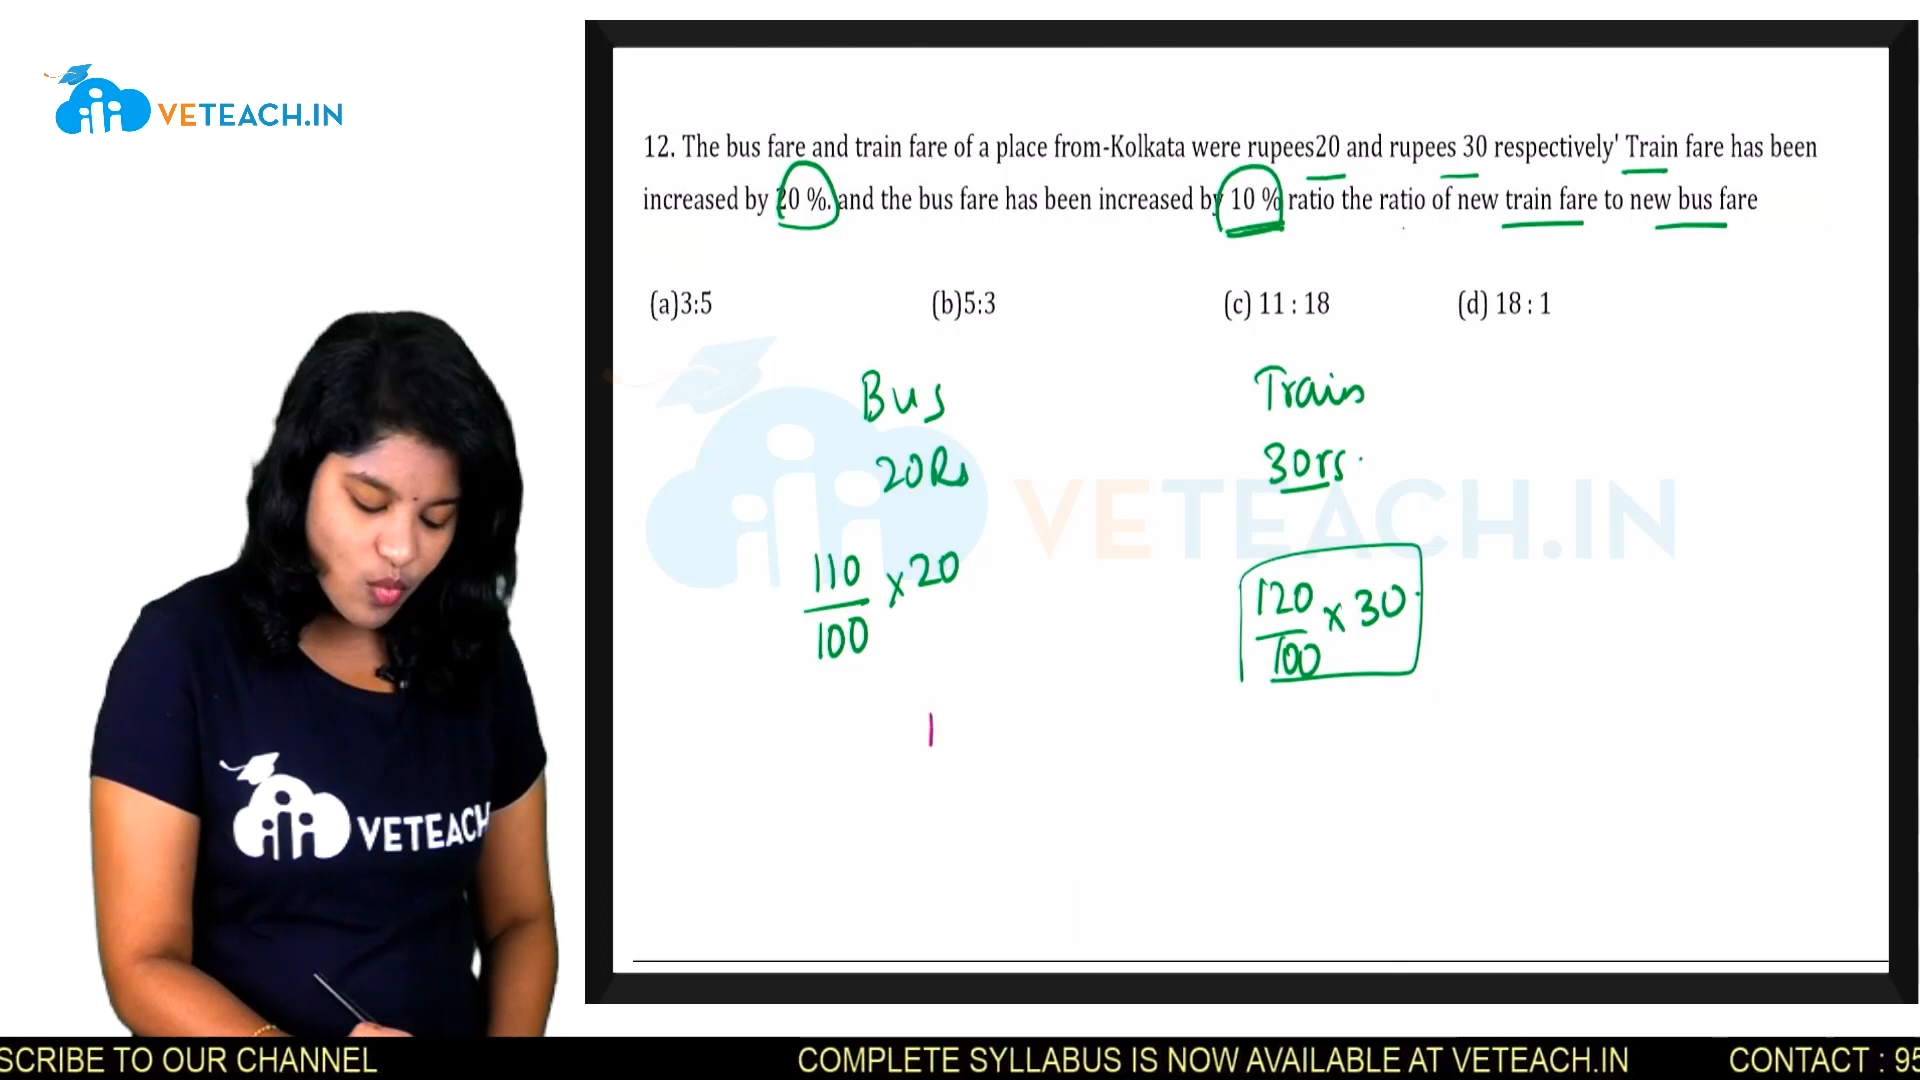 VETEACH.IN
12. The bus fare and train fare of a place from-Kolkata were rupees20 and rupees 30 respectively' Train fare has been
increased by 20 %. and the bus fare has been increased by 10 % ratio the ratio of new train fare to new bus fare
(a)3:5 (b)5:3 (c) 11 : 18 (d) 18 : 1
Bus Train
20Rs 30rs.
VETEACH.IN
110/100 x 20 120/100 x 30
VETEACH
SCRIBE TO OUR CHANNEL COMPLETE SYLLABUS IS NOW AVAILABLE AT VETEACH.IN CONTACT : 95